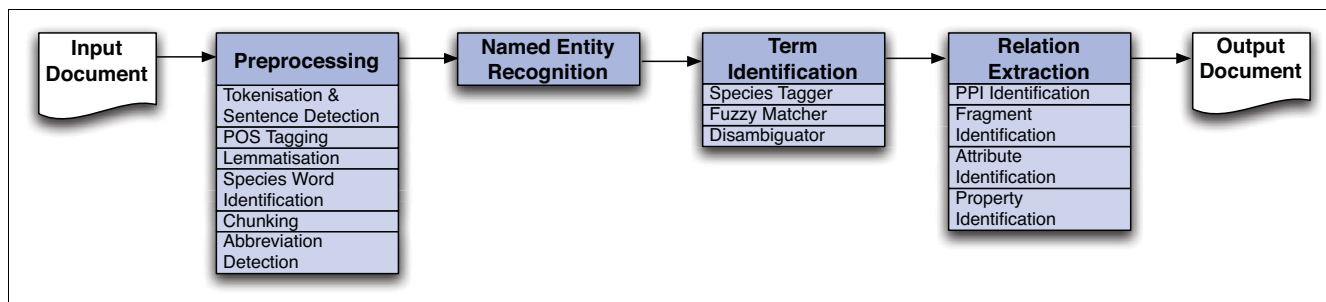 Input
Document
Preprocessing
Tokenisation &
Sentence Detection
POS Tagging
Lemmatisation
Species Word
Identification
Chunking
Abbreviation
Detection
Named Entity
Recognition
Term
Identification
Species Tagger
Fuzzy Matcher
Disambiguator
Relation
Extraction
PPI Identification
Fragment
Identification
Attribute
Identification
Property
Identification
Output
Document